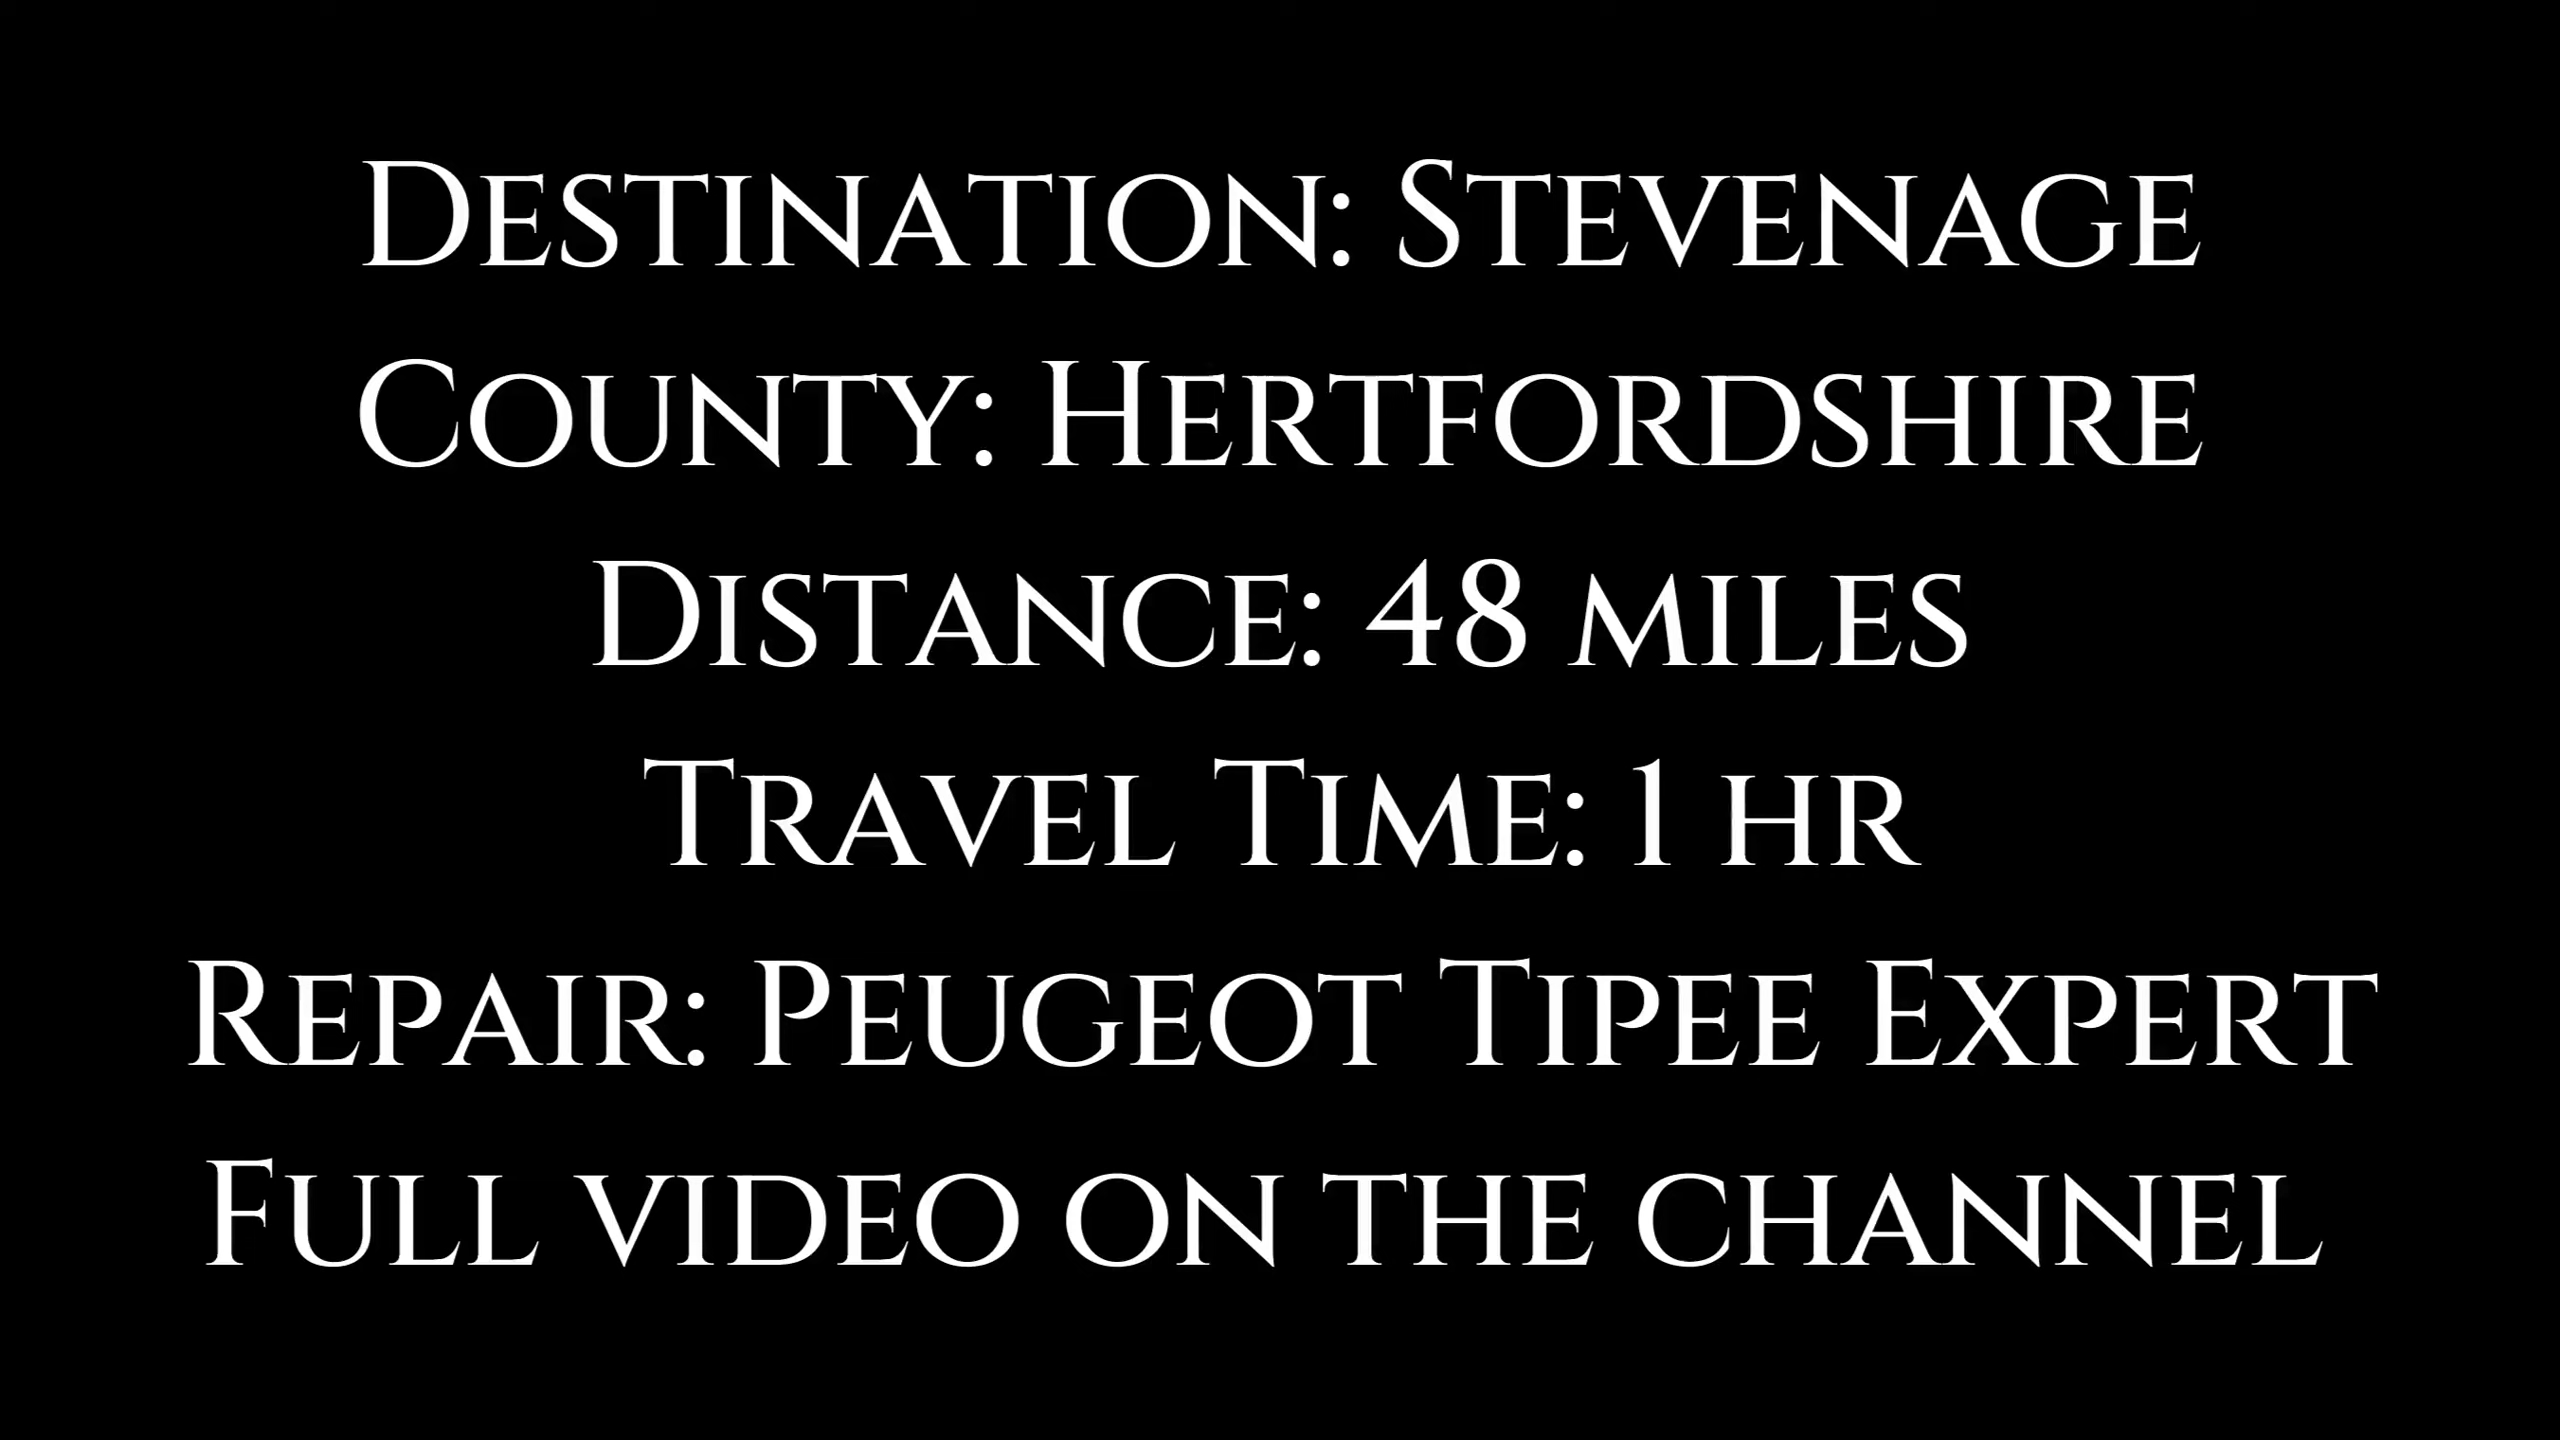 Destination: Stevenage
County: Hertfordshire
Distance: 48 miles
Travel Time: 1 hr
Repair: Peugeot Tipee Expert
Full video on the channel